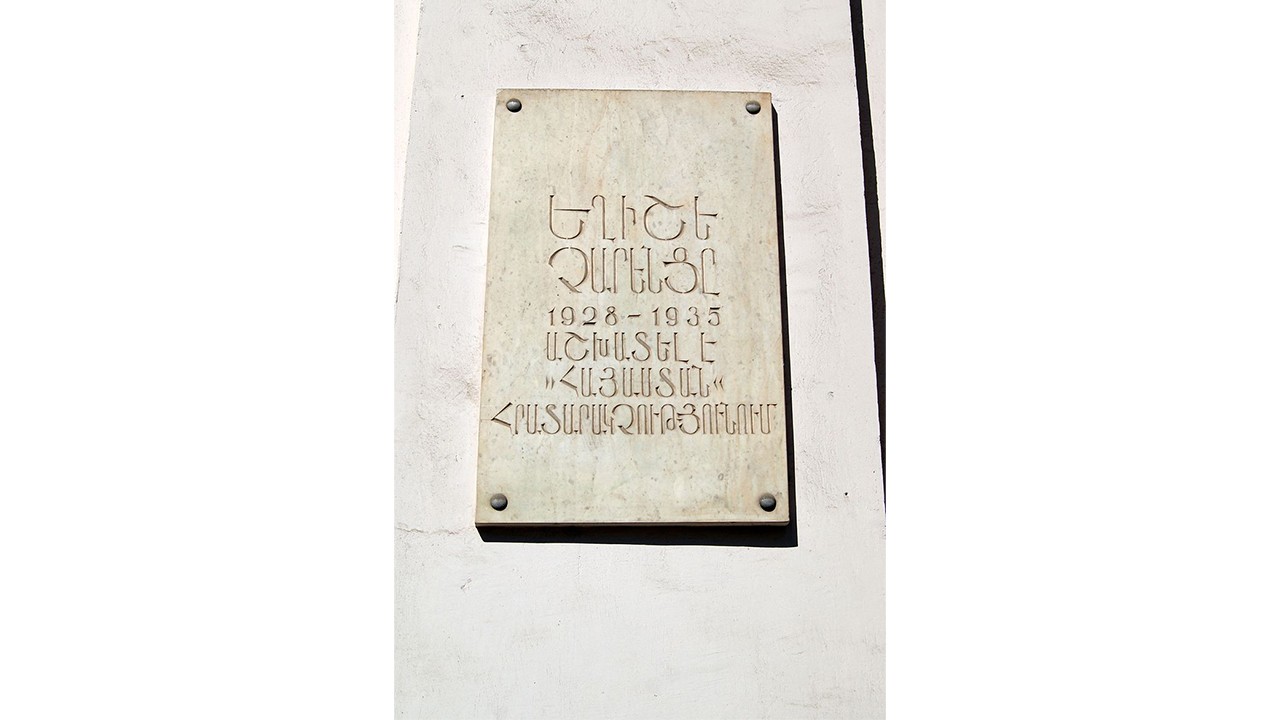 ԵՂԻՇԵ
ՉԱՐԵՆՑԸ
1928-1935
ԱՇԽԱՏԵԼ Է
»ՀԱՅԱՍՏԱՆ«
ՀՐԱՏԱՐԱԿՉՈՒԹՅՈՒՆՈՒՄ